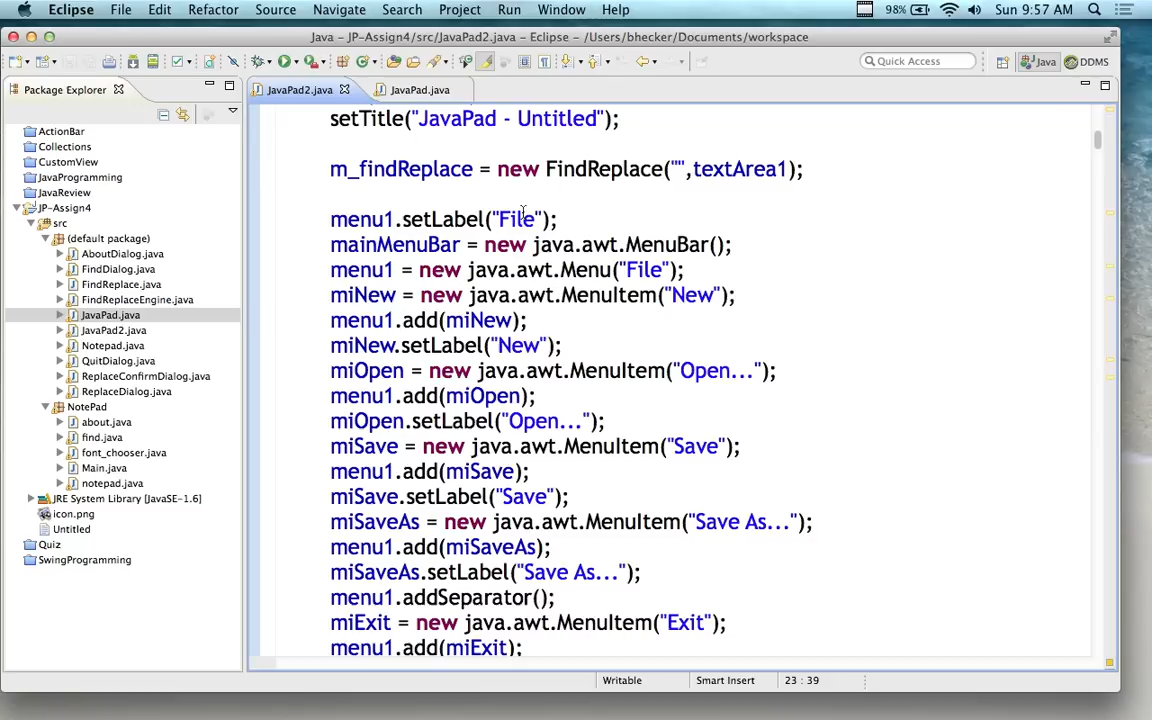 Eclipse File Edit Refactor Source Navigate Search Project Run Window Help 98% Sun 9:57 AM
Java – JP-Assign4/src/JavaPad2.java – Eclipse – /Users/bhecker/Documents/workspace
Quick Access Java DDMS
Package Explorer
JavaPad2.java JavaPad.java
ActionBar
Collections
CustomView
JavaProgramming
JavaReview
JP-Assign4
src
(default package)
AboutDialog.java
FindDialog.java
FindReplace.java
FindReplaceEngine.java
JavaPad.java
JavaPad2.java
Notepad.java
QuitDialog.java
ReplaceConfirmDialog.java
ReplaceDialog.java
NotePad
about.java
find.java
font_chooser.java
Main.java
notepad.java
JRE System Library [JavaSE-1.6]
icon.png
Untitled
Quiz
SwingProgramming
setTitle("JavaPad - Untitled");
m_findReplace = new FindReplace("",textArea1);
menu1.setLabel("File");
mainMenuBar = new java.awt.MenuBar();
menu1 = new java.awt.Menu("File");
miNew = new java.awt.MenuItem("New");
menu1.add(miNew);
miNew.setLabel("New");
miOpen = new java.awt.MenuItem("Open...");
menu1.add(miOpen);
miOpen.setLabel("Open...");
miSave = new java.awt.MenuItem("Save");
menu1.add(miSave);
miSave.setLabel("Save");
miSaveAs = new java.awt.MenuItem("Save As...");
menu1.add(miSaveAs);
miSaveAs.setLabel("Save As...");
menu1.addSeparator();
miExit = new java.awt.MenuItem("Exit");
menu1.add(miExit);
Writable Smart Insert 23 : 39